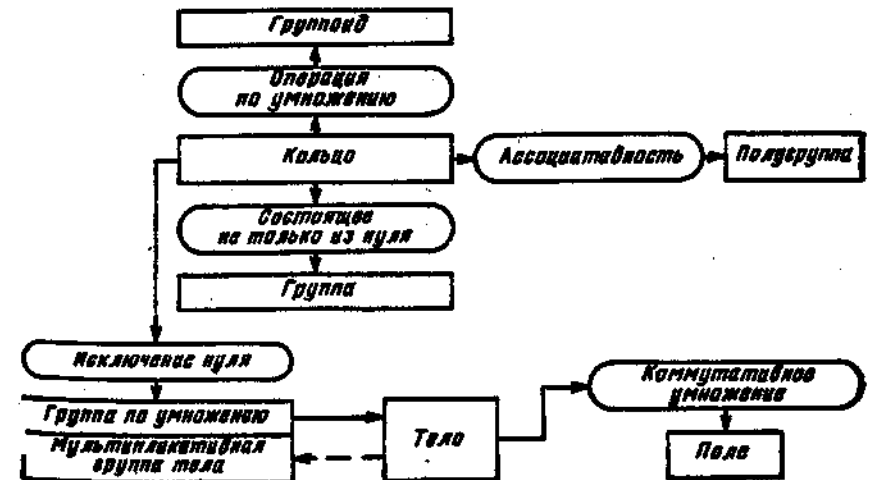 Группоид
Операция
по умножению
Кольцо
Ассоциативность
Полугруппа
Состоящее
не только из нуля
Группа
Исключение нуля
Группа по умножению
Мультипликативная
группа тела
Тело
Коммутативное
умножение
Поле